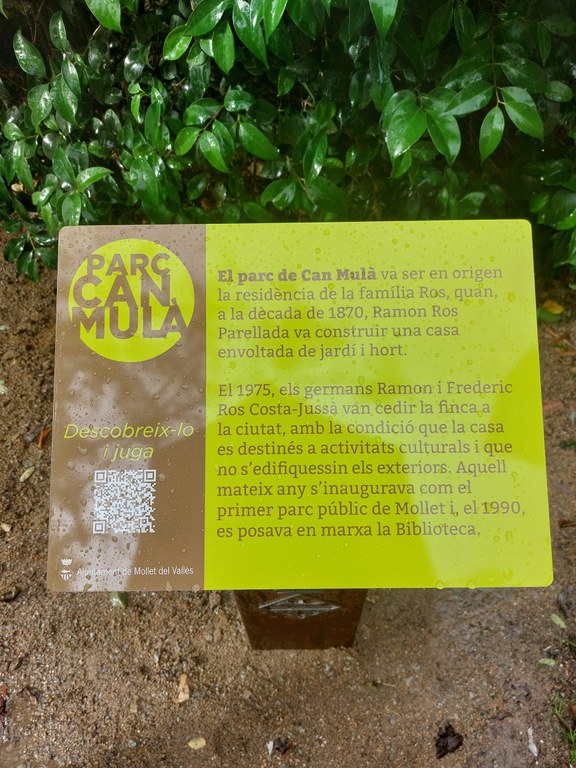 PARC
CAN
MULÀ
Descobreix-lo
i juga
Ajuntament de Mollet del Vallès
El parc de Can Mulà va ser en origen
la residència de la família Ros, quan,
a la dècada de 1870, Ramon Ros
Parellada va construir una casa
envoltada de jardí i hort.
El 1975, els germans Ramon i Frederic
Ros Costa-Jussà van cedir la finca a
la ciutat, amb la condició que la casa
es destinés a activitats culturals i que
no s'edifiquessin els exteriors. Aquell
mateix any s'inaugurava com el
primer parc públic de Mollet i, el 1990,
es posava en marxa la Biblioteca.